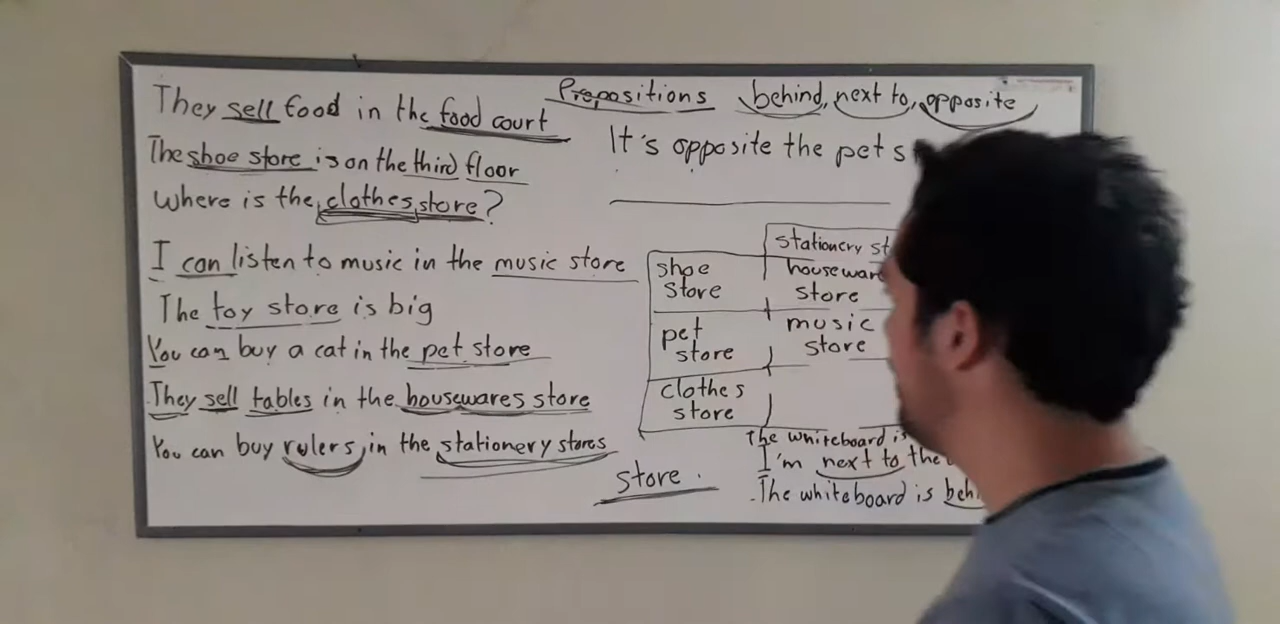 They sell food in the food court
The shoe store is on the third floor
Where is the clothes store?
I can listen to music in the music store
The toy store is big
You can buy a cat in the pet store
They sell tables in the housewares store
You can buy rulers in the stationery stores
Prepositions behind, next to, opposite
It's opposite the pet s
stationery st
shoe store
housewar
store
pet store
music store
clothes store
store.
The whiteboard is
I'm next to the
The whiteboard is beh